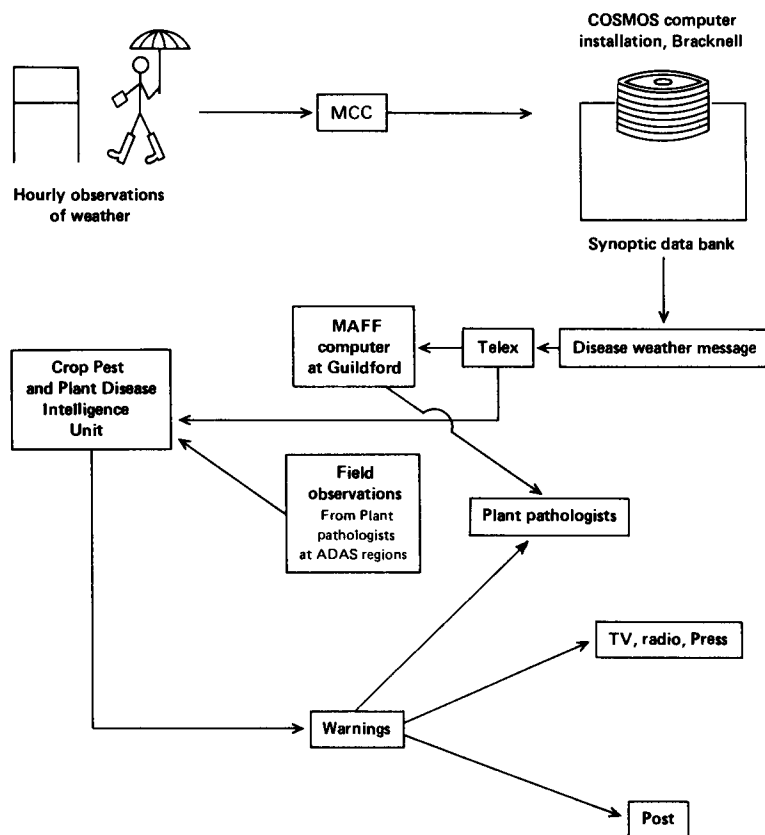 COSMOS computer
installation, Bracknell
MCC
Hourly observations
of weather
Synoptic data bank
MAFF
computer
at Guildford
Telex
Disease weather message
Crop Pest
and Plant Disease
Intelligence
Unit
Field
observations
From Plant
pathologists
at ADAS regions
Plant pathologists
TV, radio, Press
Warnings
Post